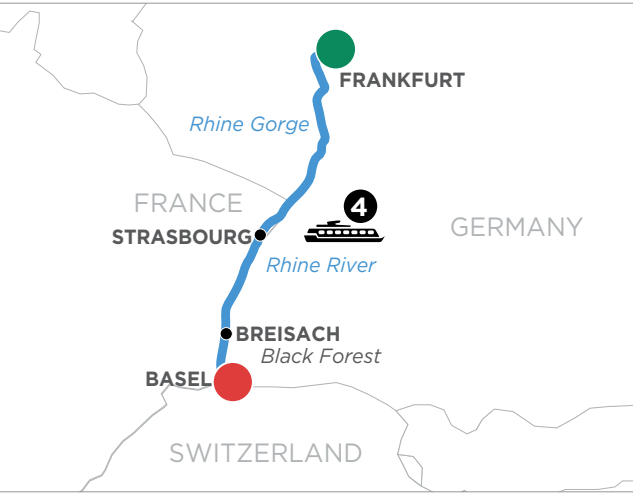 FRANKFURT
Rhine Gorge
FRANCE
4
GERMANY
STRASBOURG
Rhine River
BREISACH
Black Forest
BASEL
SWITZERLAND